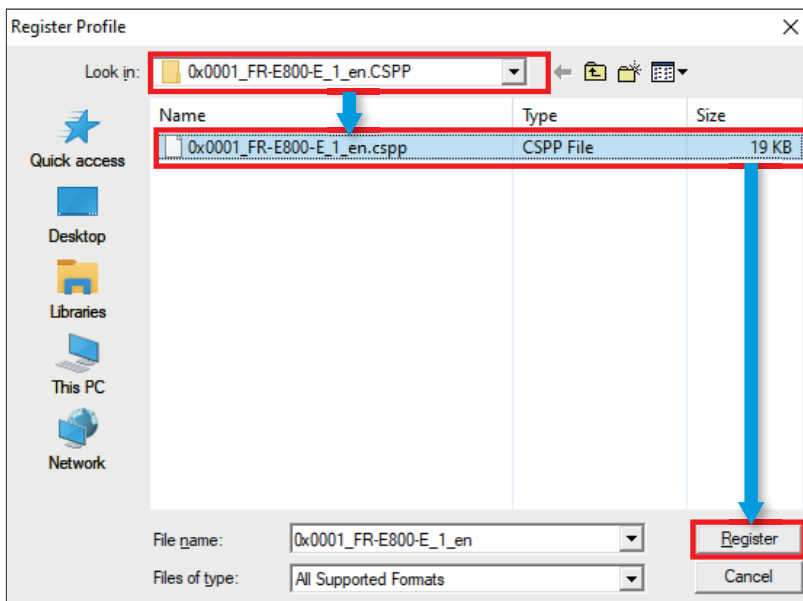 Register Profile
Look in: 0x0001_FR-E800-E_1_en.CSPP
Name Type Size
0x0001_FR-E800-E_1_en.cspp CSPP File 19 KB
Quick access
Desktop
Libraries
This PC
Network
File name: 0x0001_FR-E800-E_1_en Register
Files of type: All Supported Formats Cancel